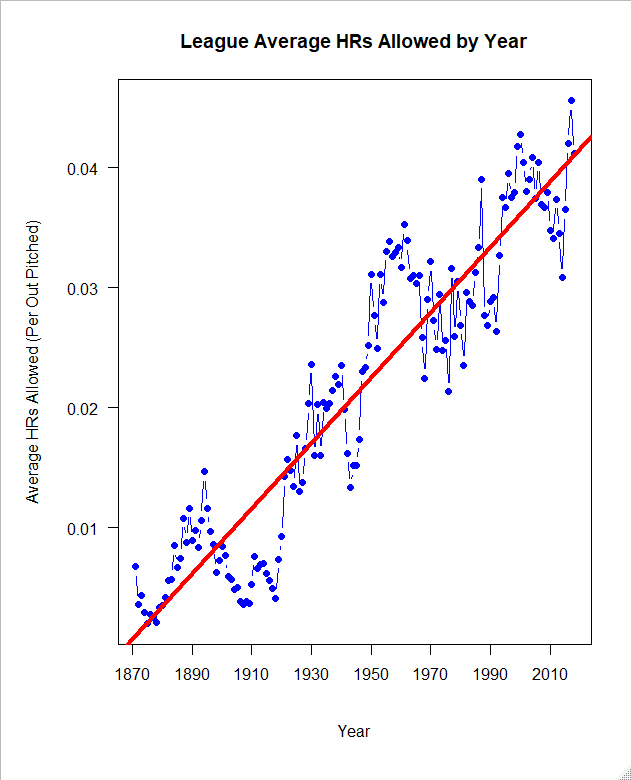 League Average HRs Allowed by Year
Average HRs Allowed (Per Out Pitched)
0.04
0.03
0.02
0.01
1870 1890 1910 1930 1950 1970 1990 2010
Year